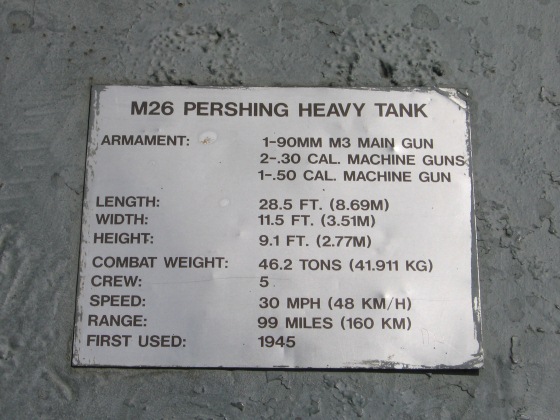 M26 PERSHING HEAVY TANK
ARMAMENT: 1-90MM M3 MAIN GUN
2-.30 CAL. MACHINE GUNS
1-.50 CAL. MACHINE GUN
LENGTH: 28.5 FT. (8.69M)
WIDTH: 11.5 FT. (3.51M)
HEIGHT: 9.1 FT. (2.77M)
COMBAT WEIGHT: 46.2 TONS (41.911 KG)
CREW: 5
SPEED: 30 MPH (48 KM/H)
RANGE: 99 MILES (160 KM)
FIRST USED: 1945